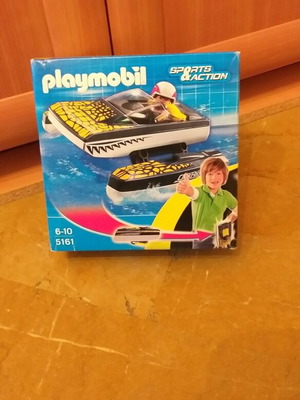 playmobil
SPORTS
&ACTION
6-10
5161